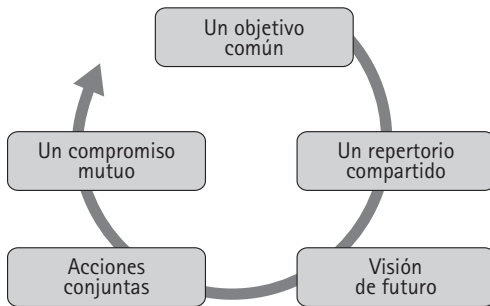 Un objetivo
común
Un repertorio
compartido
Visión
de futuro
Acciones
conjuntas
Un compromiso
mutuo